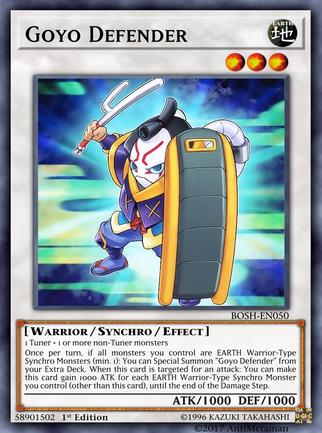 GOYO DEFENDER
EARTH
地
BOSH-EN050
[WARRIOR/SYNCHRO/EFFECT]
1 Tuner + 1 or more non-Tuner monsters
Once per turn, if all monsters you control are EARTH Warrior-Type
Synchro Monsters (min. 1): You can Special Summon "Goyo Defender" from
your Extra Deck. When this card is targeted for an attack: You can make
this card gain 1000 ATK for each EARTH Warrior-Type Synchro Monster
you control (other than this card), until the end of the Damage Step.
ATK/1000 DEF/1000
58901502 1st Edition ©1996 KAZUKI TAKAHASHI
©2017 AntiMetaman